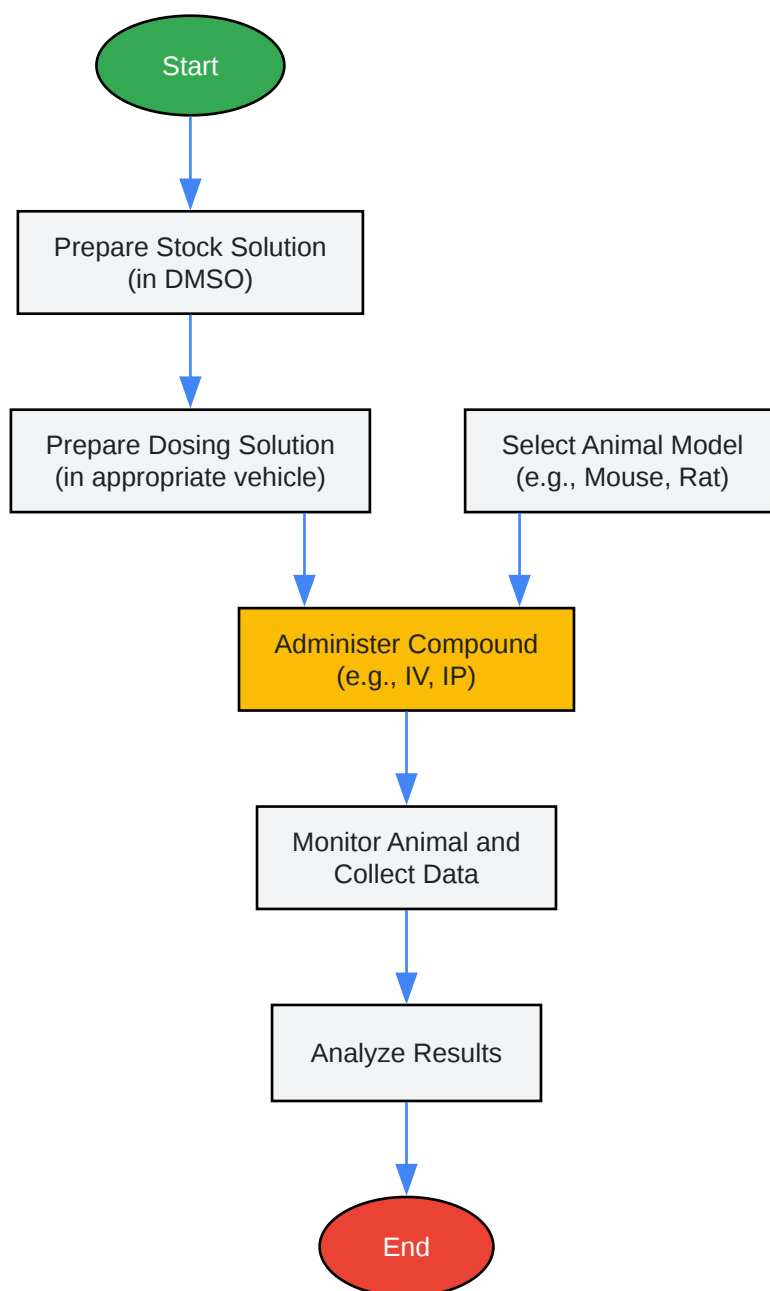 Start
Prepare Stock Solution
(in DMSO)
Prepare Dosing Solution
(in appropriate vehicle)
Select Animal Model
(e.g., Mouse, Rat)
Administer Compound
(e.g., IV, IP)
Monitor Animal and
Collect Data
Analyze Results
End